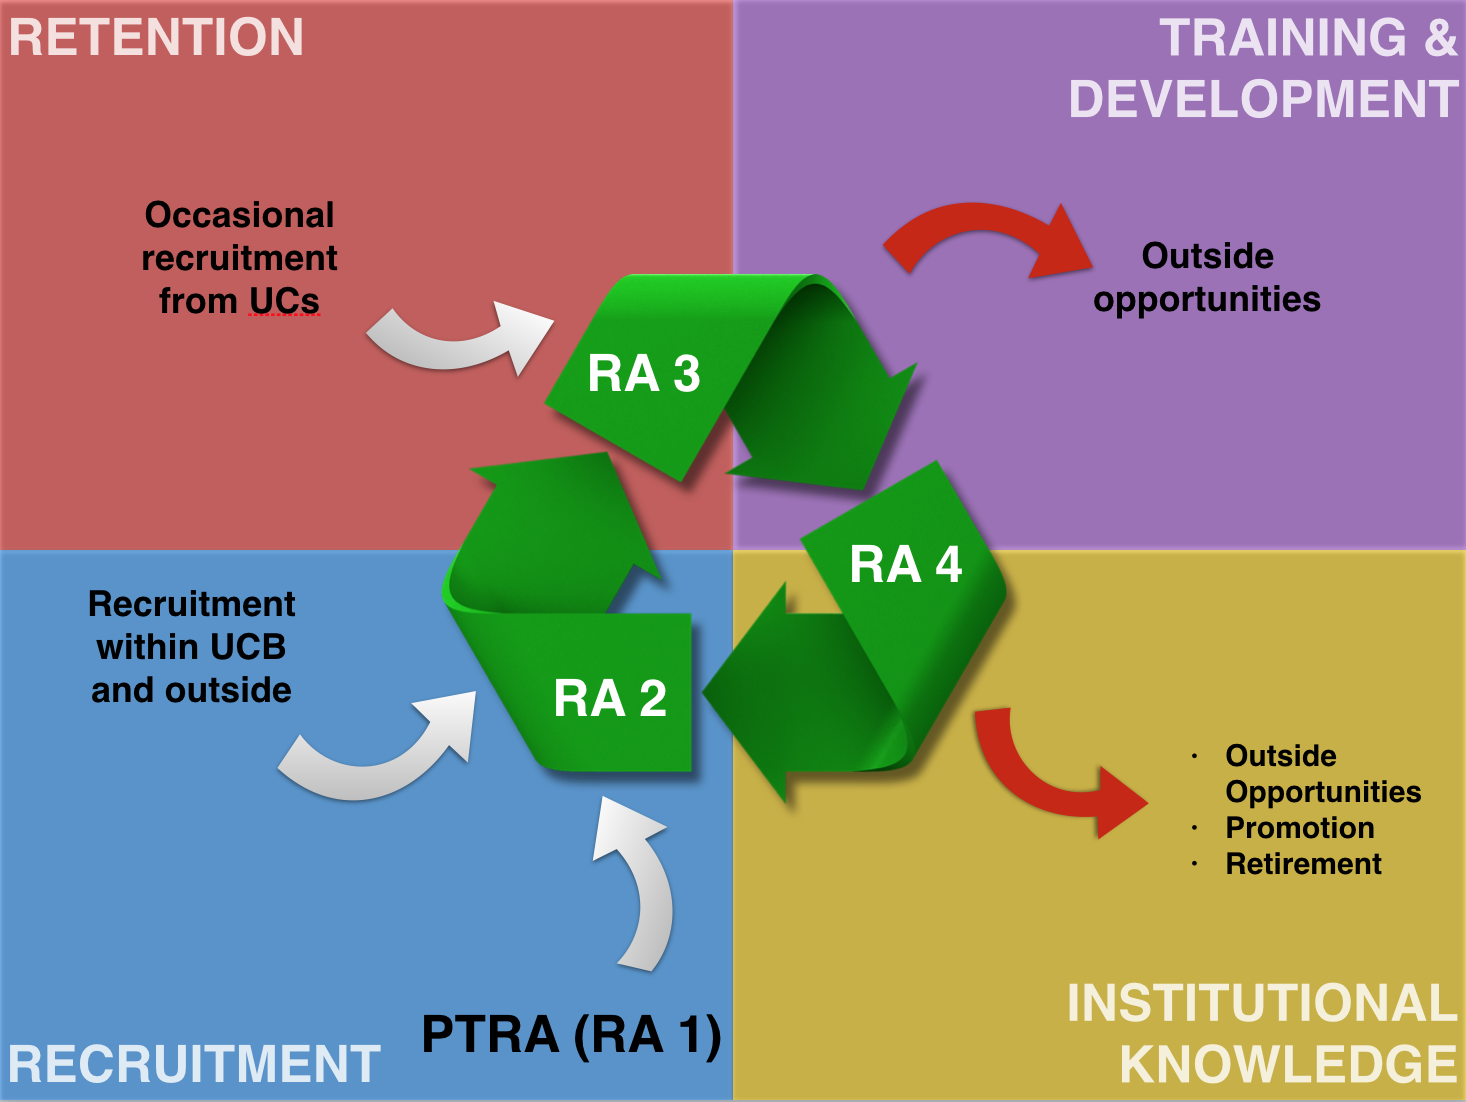 RETENTION
TRAINING &
DEVELOPMENT
Occasional
recruitment
from UCs
Outside
opportunities
RA 3
RA 4
Recruitment
within UCB
and outside
RA 2
· Outside
Opportunities
· Promotion
· Retirement
PTRA (RA 1)
RECRUITMENT
INSTITUTIONAL
KNOWLEDGE